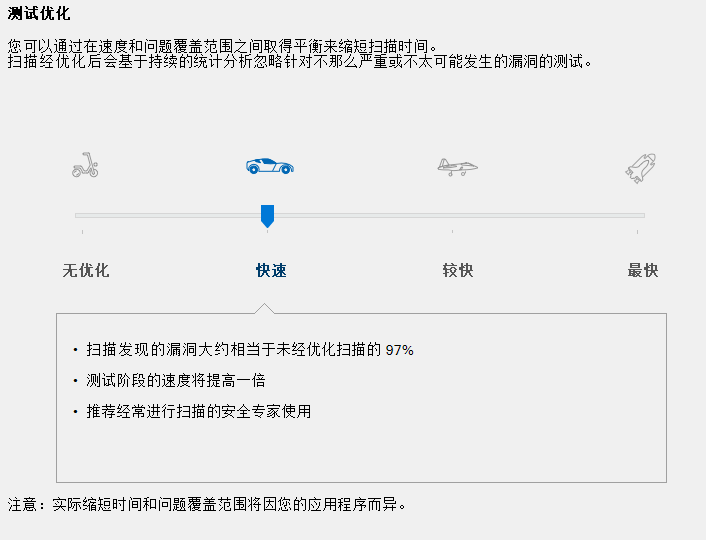 测试优化
您可以通过在速度和问题覆盖范围之间取得平衡来缩短扫描时间。
扫描经优化后会基于持续的统计分析忽略针对不那么严重或不太可能发生的漏洞的测试。
无优化
快速
较快
最快
• 扫描发现的漏洞大约相当于未经优化扫描的 97%
• 测试阶段的速度将提高一倍
• 推荐经常进行扫描的安全专家使用
注意：实际缩短时间和问题覆盖范围将因您的应用程序而异。